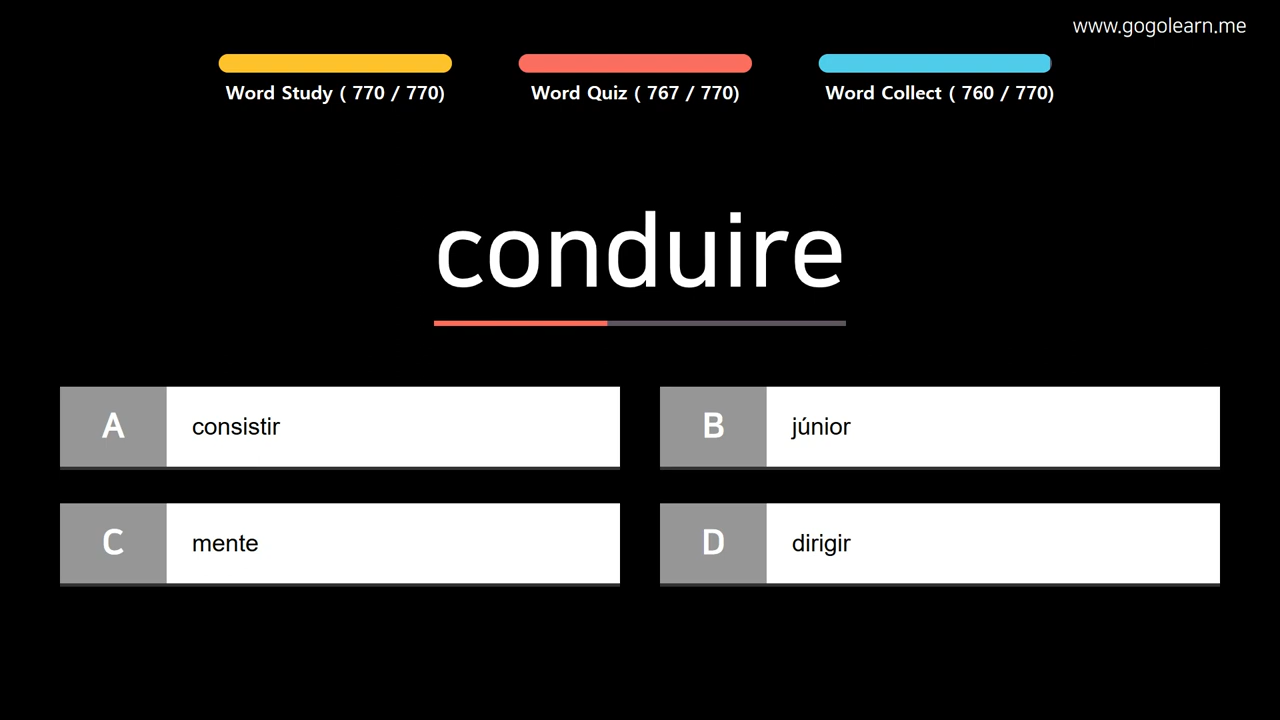 www.gogolearn.me
Word Study ( 770 / 770)
Word Quiz ( 767 / 770)
Word Collect ( 760 / 770)
conduire
A
consistir
B
júnior
C
mente
D
dirigir